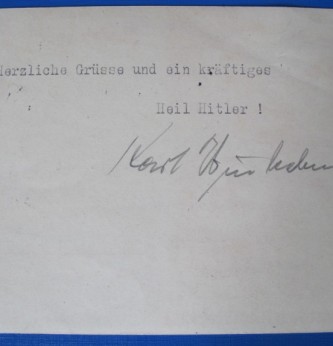 Herzliche Grüsse und ein kräftiges
Heil Hitler !
Karl